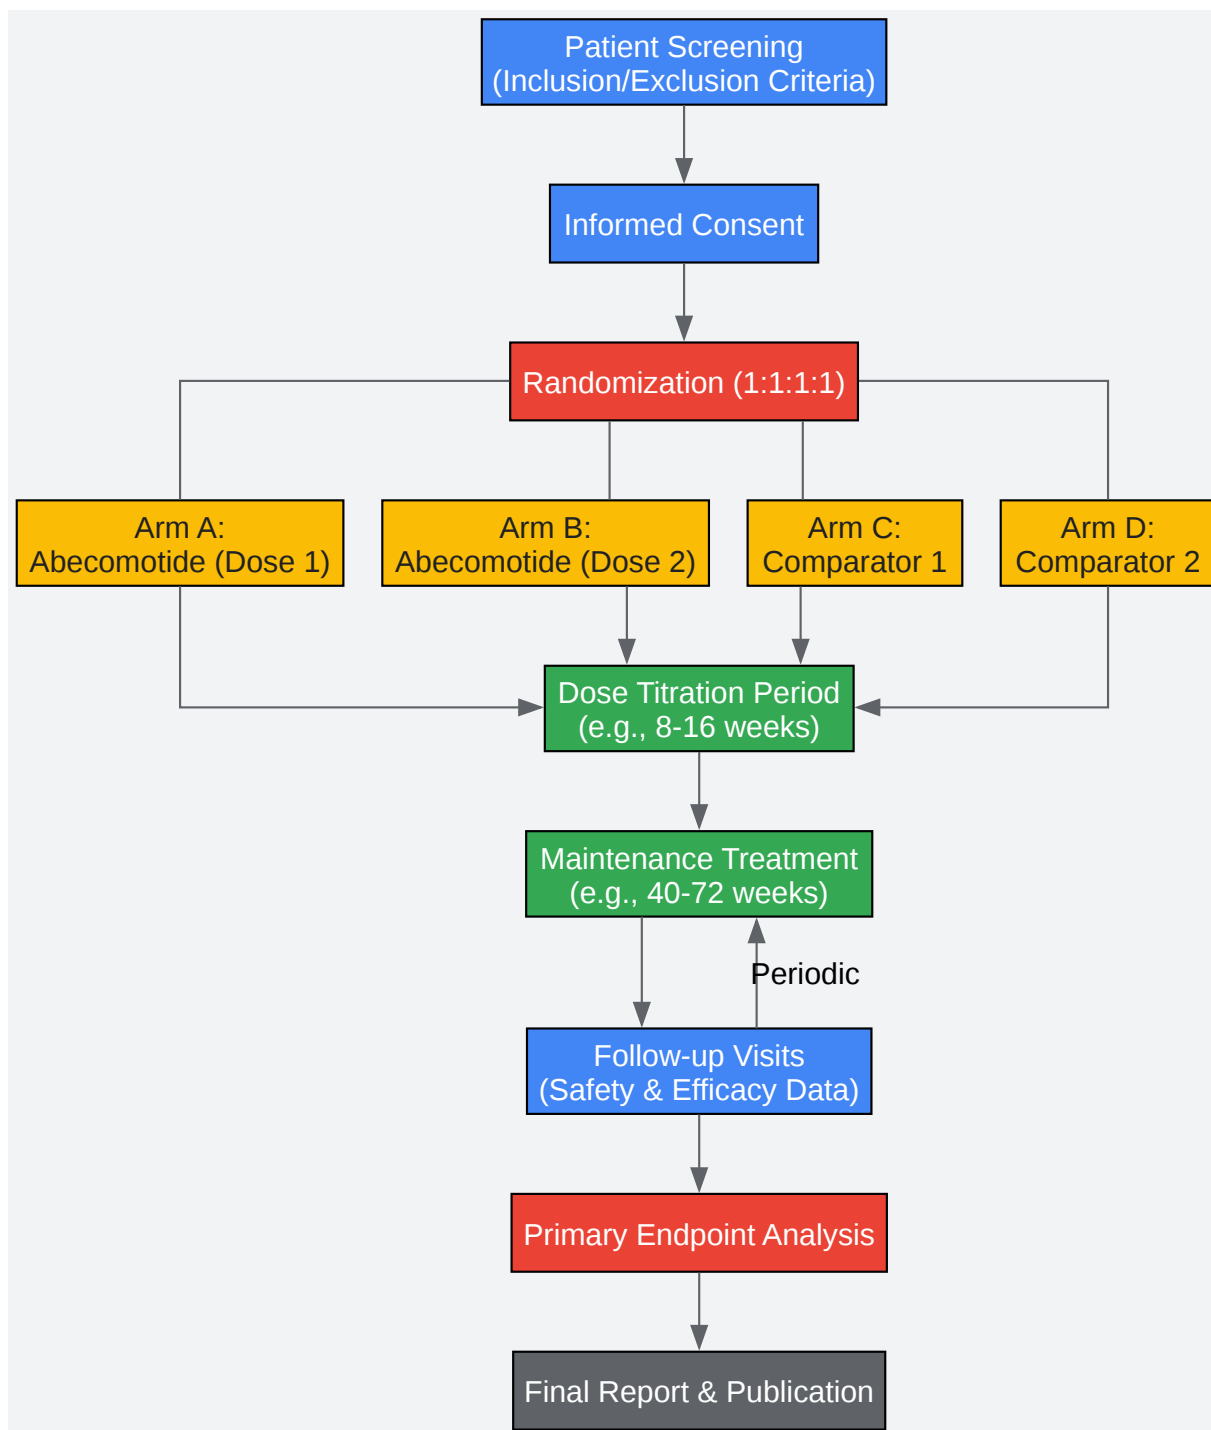 Patient Screening
(Inclusion/Exclusion Criteria)
Informed Consent
Randomization (1:1:1:1)
Arm A:
Abecomotide (Dose 1)
Arm B:
Abecomotide (Dose 2)
Arm C:
Comparator 1
Arm D:
Comparator 2
Dose Titration Period
(e.g., 8-16 weeks)
Maintenance Treatment
(e.g., 40-72 weeks)
Periodic
Follow-up Visits
(Safety & Efficacy Data)
Primary Endpoint Analysis
Final Report & Publication